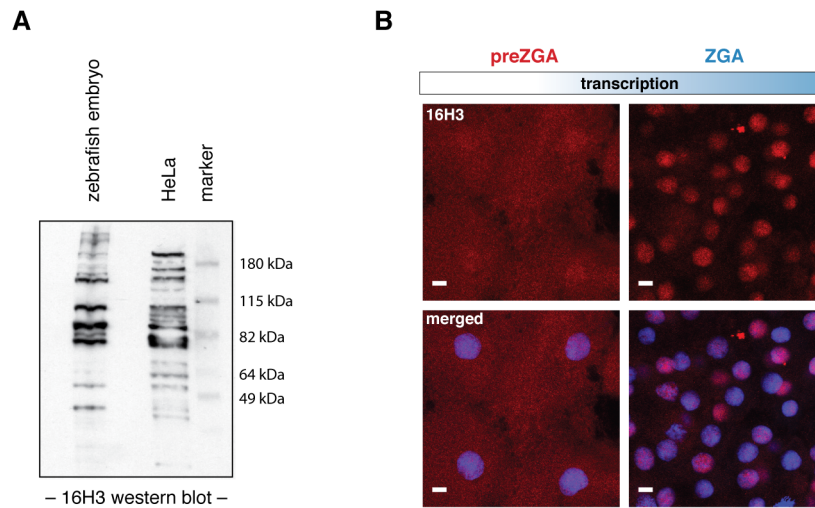 A
zebrafish embryo
HeLa
marker
180 kDa
115 kDa
82 kDa
64 kDa
49 kDa
– 16H3 western blot –
B
preZGA
ZGA
transcription
16H3
merged